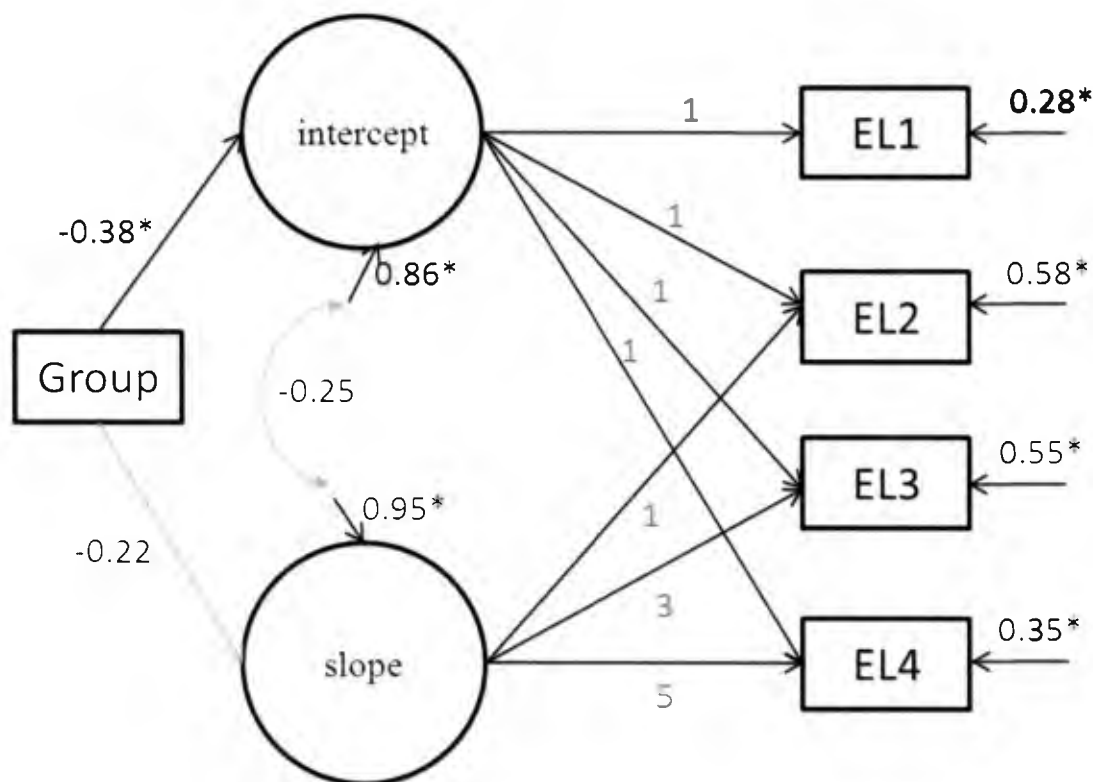 intercept
1
EL1
0.28*
-0.38*
1
0.86*
1
EL2
0.58*
Group
1
-0.25
EL3
0.55*
0.95*
1
-0.22
3
slope
5
EL4
0.35*